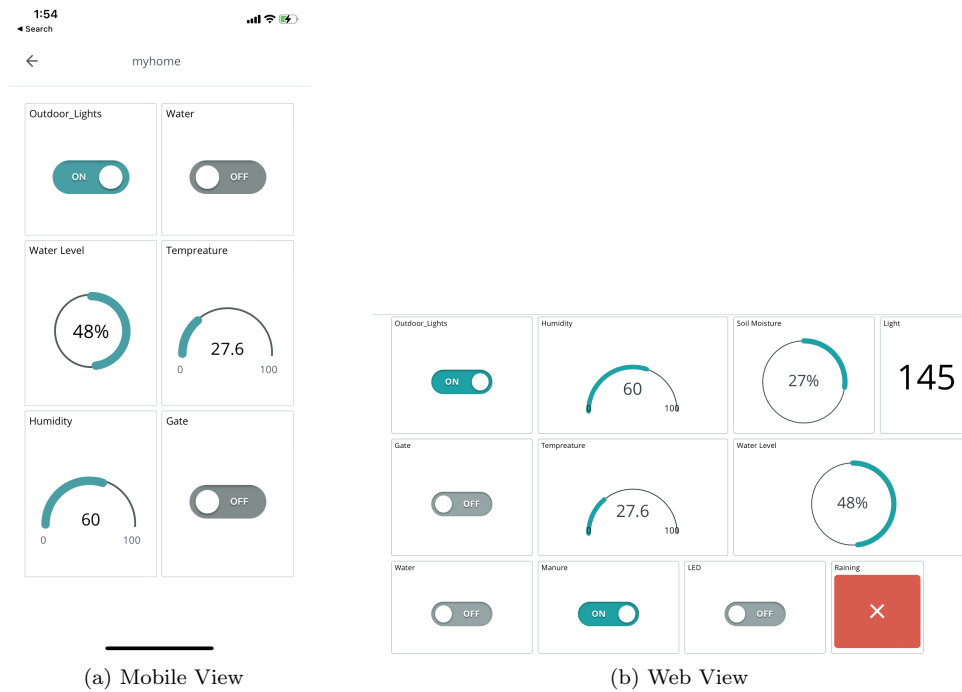 1:54
◀ Search
myhome
Outdoor_Lights
Water
ON
OFF
Water Level
Tempreature
48%
27.6
0
100
Humidity
Gate
60
OFF
0
100
(a) Mobile View
Outdoor_Lights
Humidity
Soil Moisture
Light
ON
60
27%
145
0
100
Gate
Tempreature
Water Level
OFF
27.6
48%
0
100
Water
Manure
LED
Raining
OFF
ON
OFF
(b) Web View